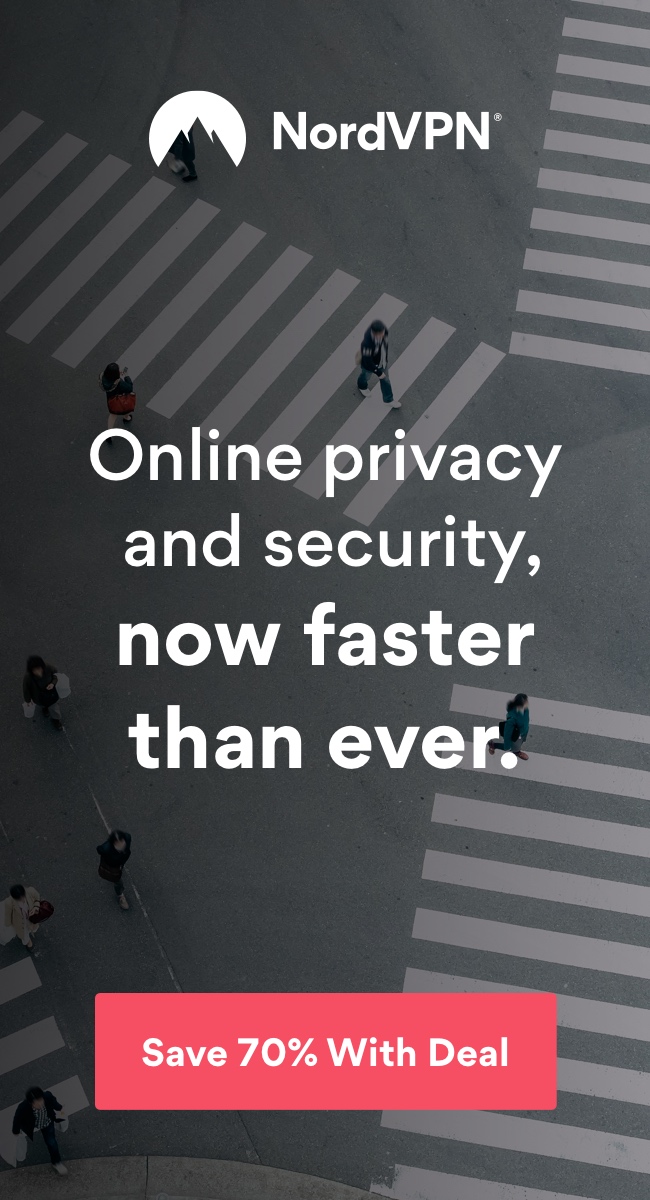 NordVPN®
Online privacy
and security,
now faster
than ever.
Save 70% With Deal